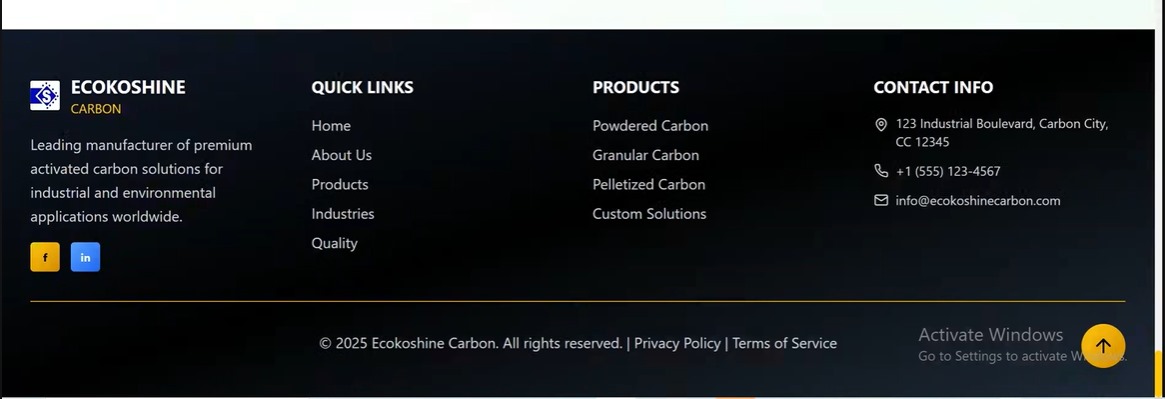 ECOKOSHINE
CARBON
Leading manufacturer of premium
activated carbon solutions for
industrial and environmental
applications worldwide.
f in
QUICK LINKS
Home
About Us
Products
Industries
Quality
PRODUCTS
Powdered Carbon
Granular Carbon
Pelletized Carbon
Custom Solutions
CONTACT INFO
123 Industrial Boulevard, Carbon City,
CC 12345
+1 (555) 123-4567
info@ecokoshinecarbon.com
© 2025 Ecokoshine Carbon. All rights reserved. | Privacy Policy | Terms of Service
Activate Windows
Go to Settings to activate